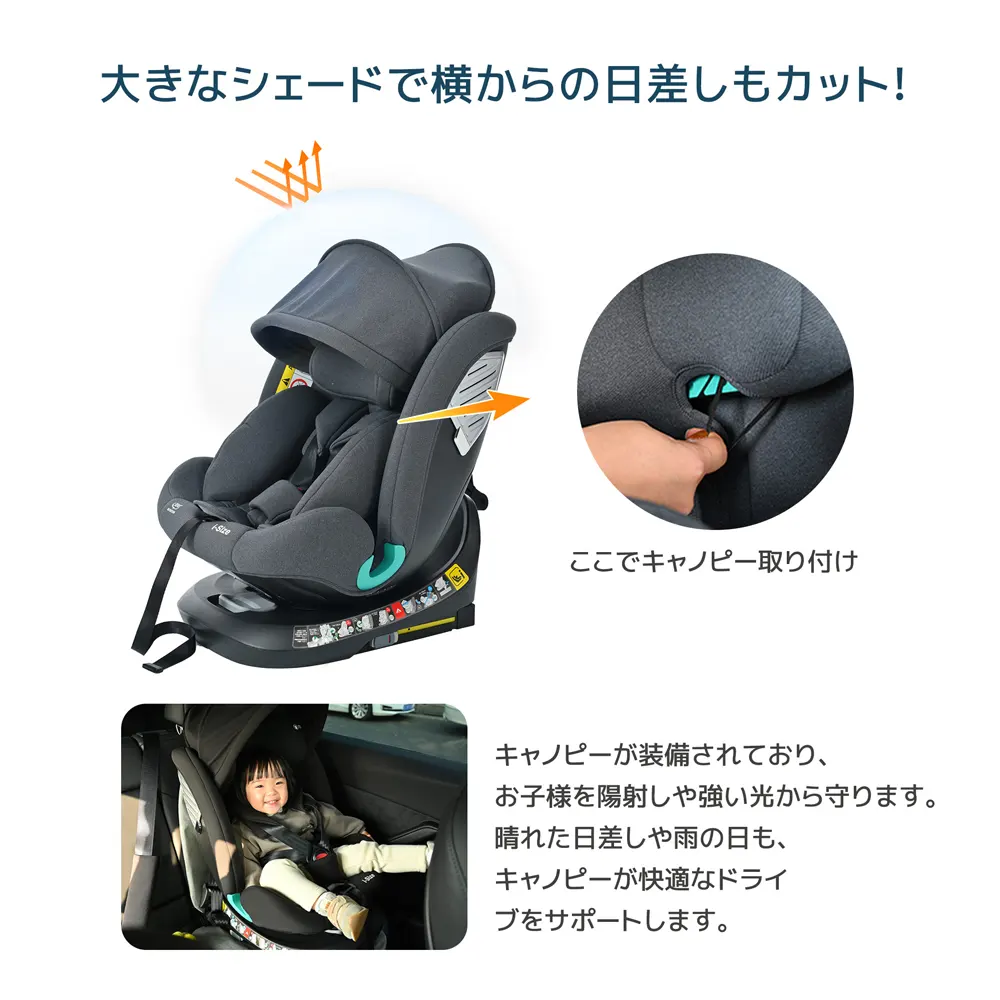 大きなシェードで横からの日差しもカット!
i-Size
ここでキャノピー取り付け
i-Size
キャノピーが装備されており、
お子様を陽射しや強い光から守ります。
晴れた日差しや雨の日も、
キャノピーが快適なドライ
ブをサポートします。